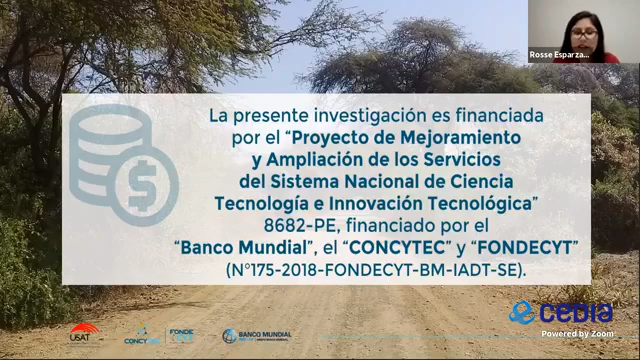 Rosse Esparza...
La presente investigación es financiada
por el “Proyecto de Mejoramiento
y Ampliación de los Servicios
del Sistema Nacional de Ciencia
Tecnología e Innovación Tecnológica”
8682-PE, financiado por el
“Banco Mundial”, el “CONCYTEC” y “FONDECYT”
(N°175-2018-FONDECYT-BM-IADT-SE).
cedia
Powered by Zoom
USAT
CONCYTEC
FONDE
BANCO MUNDIAL